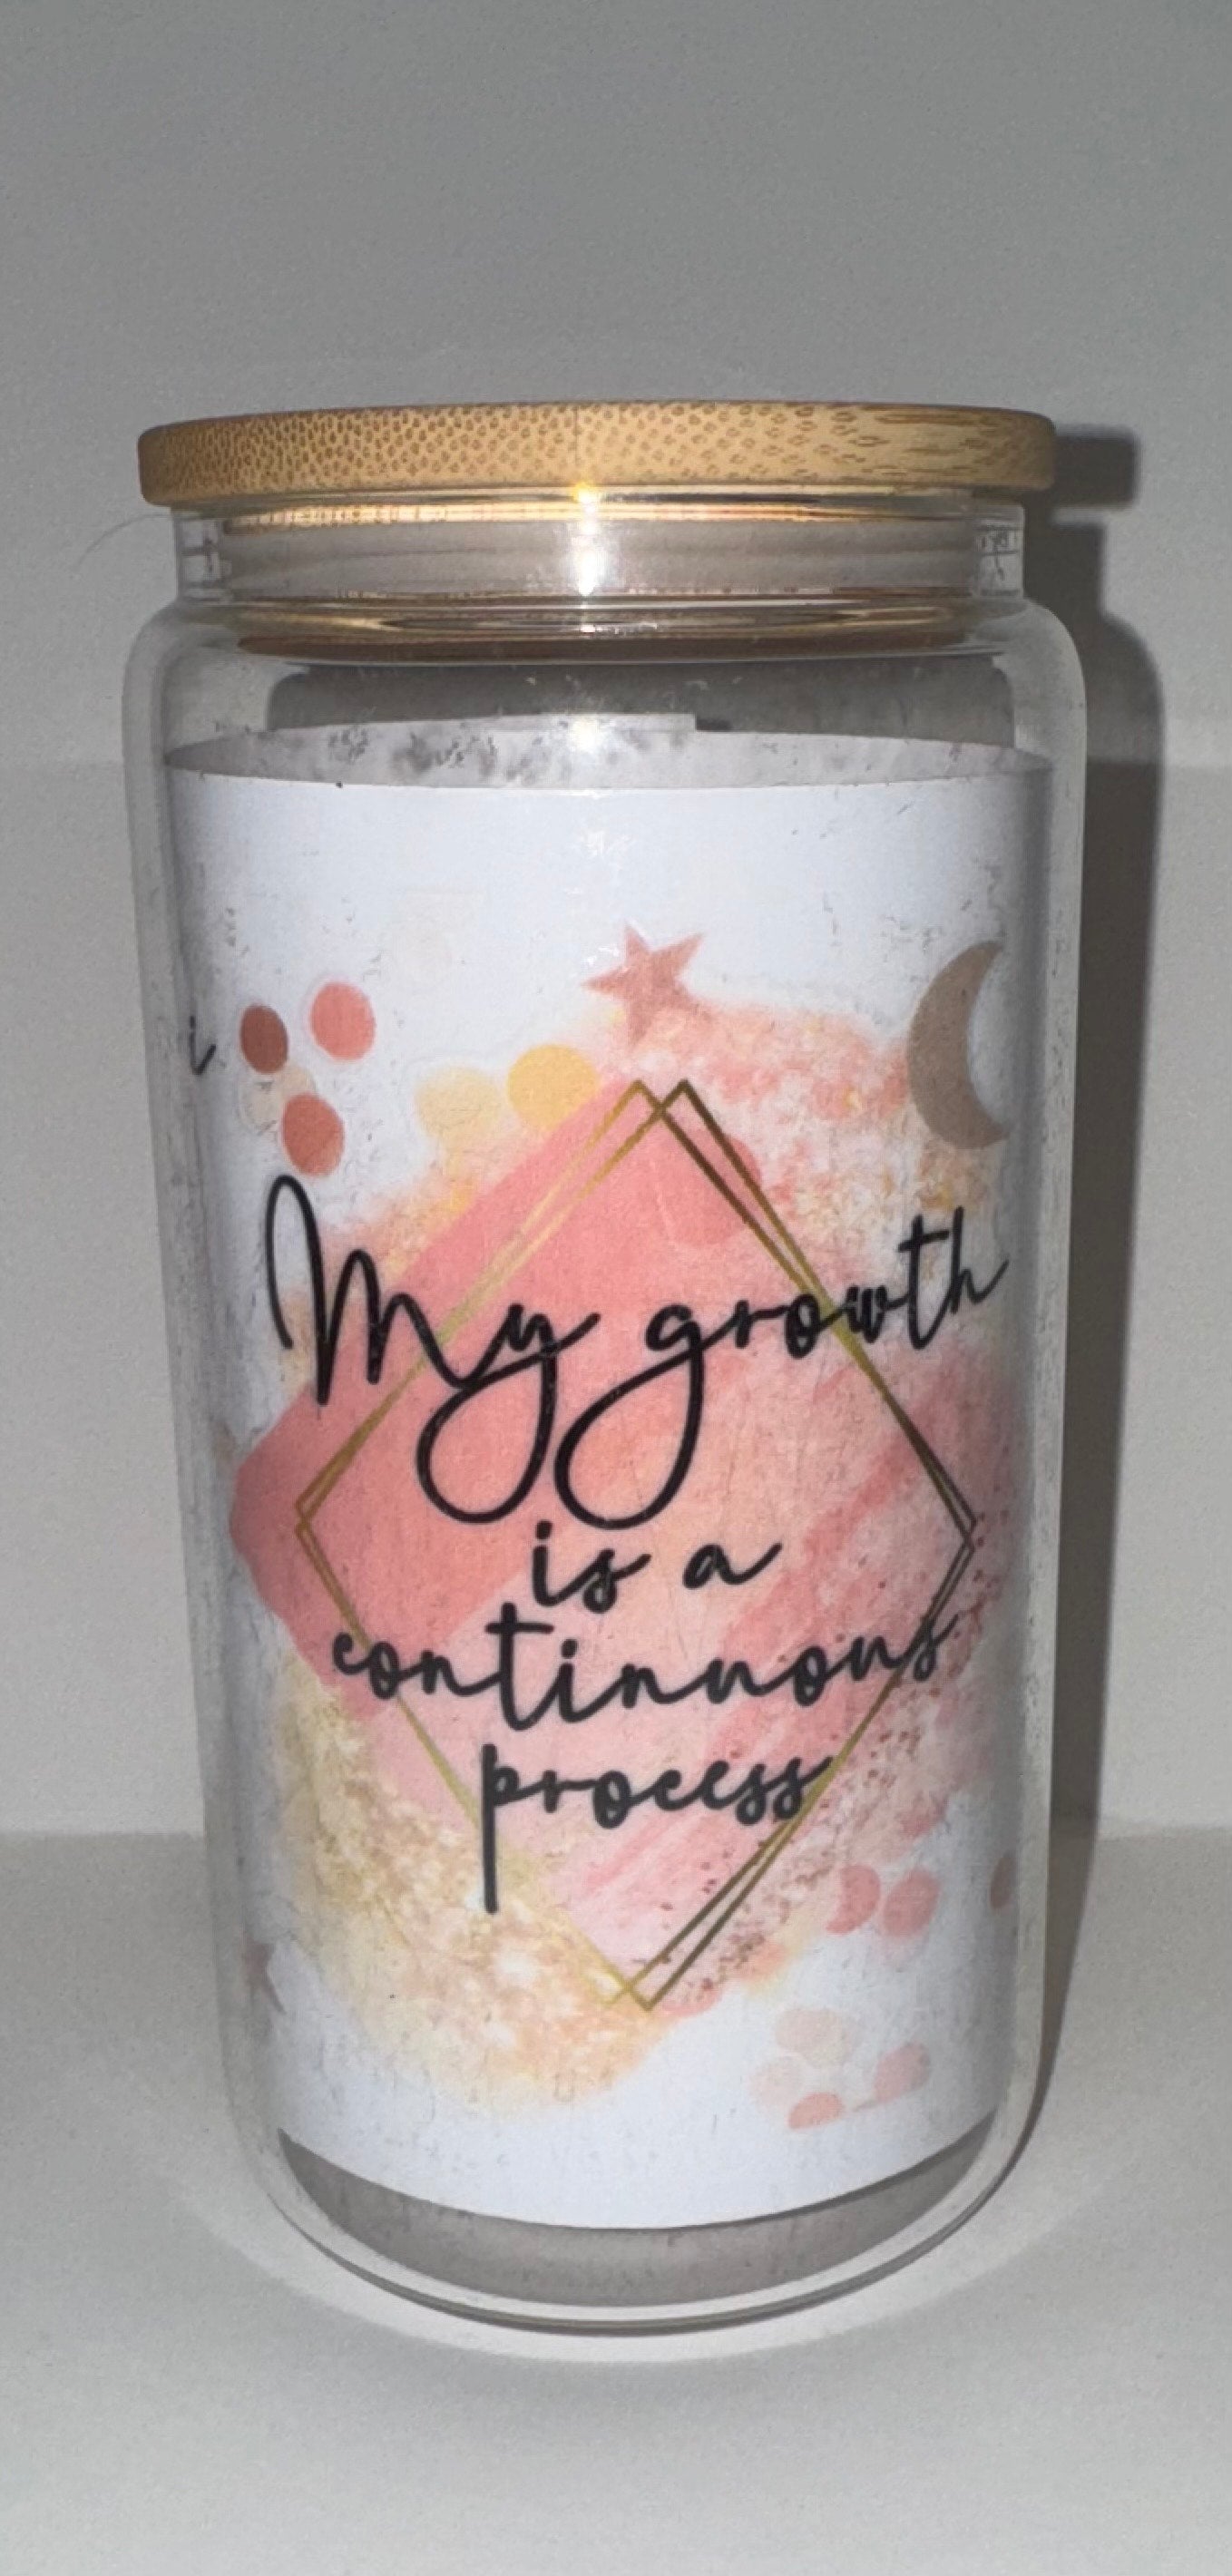 My growth
is a
continuous
process